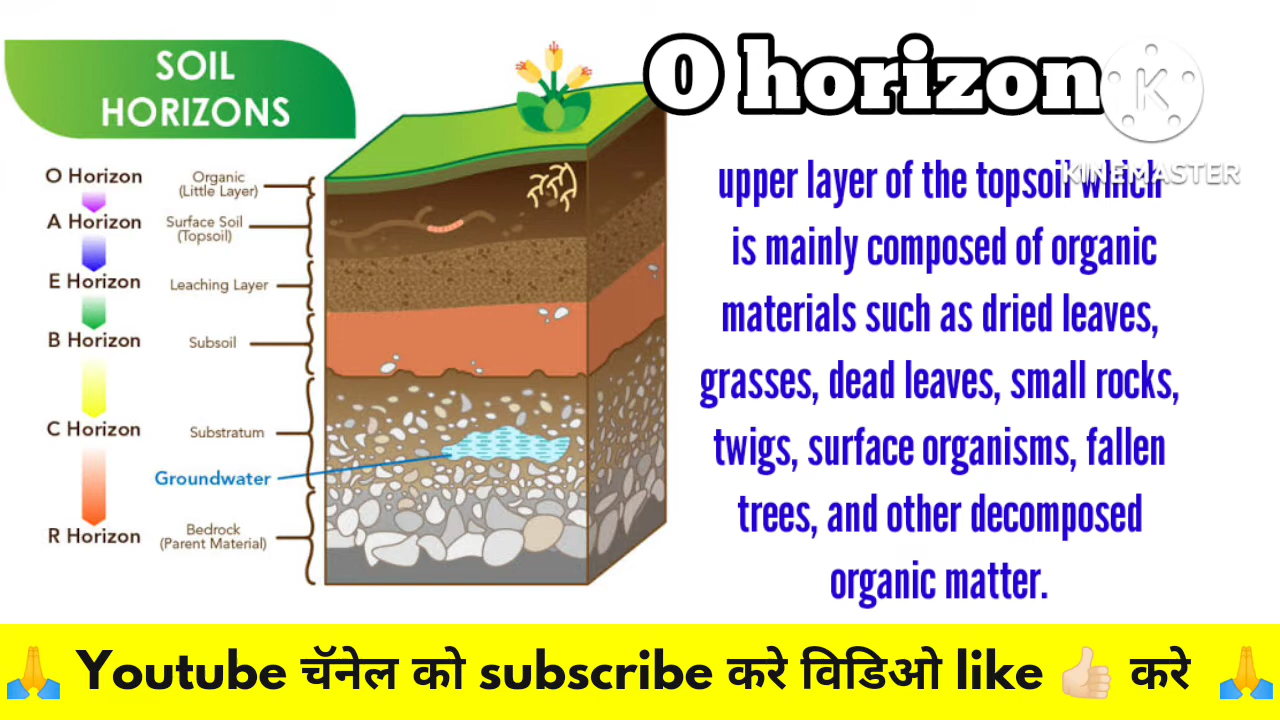 SOIL
HORIZONS
O horizon
K
KINEMASTER
O Horizon
Organic
(Little Layer)
A Horizon
Surface Soil
(Topsoil)
E Horizon
Leaching Layer
B Horizon
Subsoil
C Horizon
Substratum
Groundwater
R Horizon
Bedrock
(Parent Material)
upper layer of the topsoil which
is mainly composed of organic
materials such as dried leaves,
grasses, dead leaves, small rocks,
twigs, surface organisms, fallen
trees, and other decomposed
organic matter.
🙏 Youtube चॅनेल को subscribe करे विडिओ like 👍🏻 करे 🙏